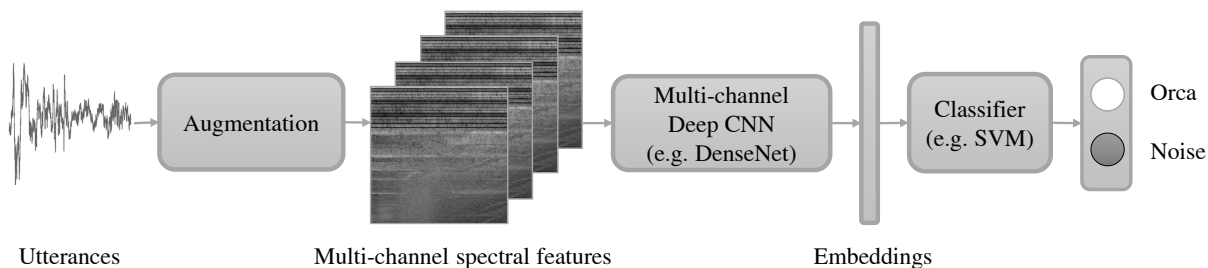 Augmentation
Multi-channel
Deep CNN
(e.g. DenseNet)
Classifier
(e.g. SVM)
Orca
Noise
Utterances
Multi-channel spectral features
Embeddings